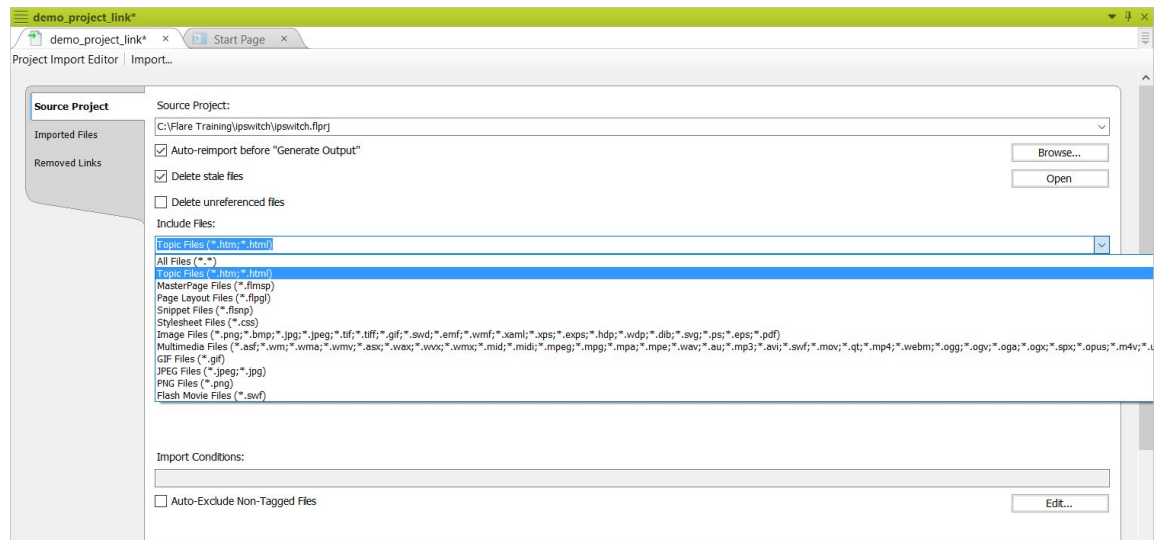 demo_project_link*
demo_project_link* × Start Page ×
Project Import Editor Import...
Source Project
Imported Files
Removed Links
Source Project:
C:\Flare Training\ipswitch\ipswitch.flprj
Auto-reimport before "Generate Output"
Browse...
Delete stale files
Open
Delete unreferenced files
Include Files:
Topic Files (*.htm;*.html)
All Files (*.*)
Topic Files (*.htm;*.html)
MasterPage Files (*.flmsp)
Page Layout Files (*.flpgl)
Snippet Files (*.flsnp)
Stylesheet Files (*.css)
Image Files (*.png;*.bmp;*.jpg;*.jpeg;*.tif;*.tiff;*.gif;*.swd;*.emf;*.wmf;*.xaml;*.xps;*.exps;*.hdp;*.wdp;*.dib;*.svg;*.ps;*.eps;*.pdf)
Multimedia Files (*.asf;*.wm;*.wma;*.wmv;*.asx;*.wax;*.wvx;*.wmx;*.mid;*.midi;*.mpeg;*.mpg;*.mpa;*.mpe;*.wav;*.au;*.mp3;*.avi;*.swf;*.mov;*.qt;*.mp4;*.webm;*.ogg;*.ogv;*.oga;*.ogx;*.spx;*.opus;*.m4v;
GIF Files (*.gif)
JPEG Files (*.jpeg;*.jpg)
PNG Files (*.png)
Flash Movie Files (*.swf)
Import Conditions:
Auto-Exclude Non-Tagged Files
Edit...